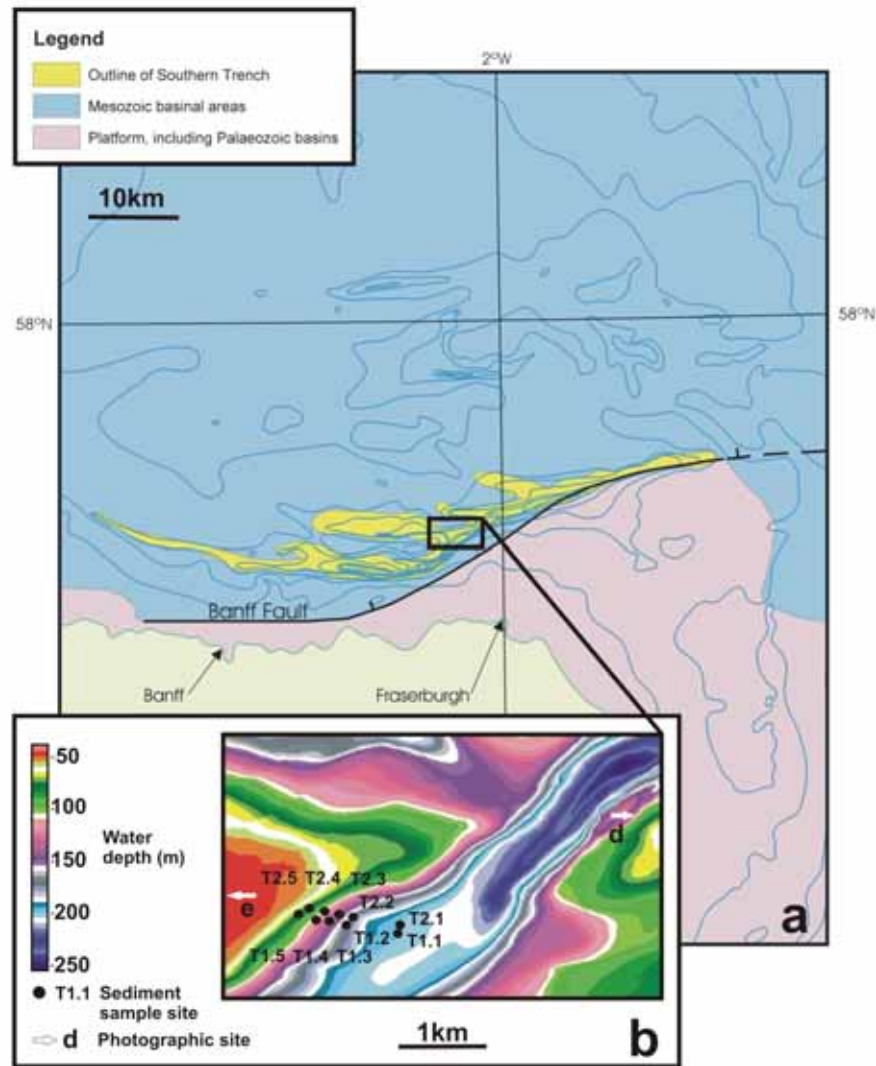 Legend
Outline of Southern Trench
Mesozoic basinal areas
Platform, including Palaeozoic basins
2°W
10km
58°N
58°N
Banff Fault
Banff
Fraserburgh
a
50
100
150
200
250
Water
depth (m)
T1.1 Sediment
sample site
d Photographic site
d
e
T2.5 T2.4 T2.3
T2.2
T2.1
T1.2 T1.1
T1.5 T1.4 T1.3
1km
b